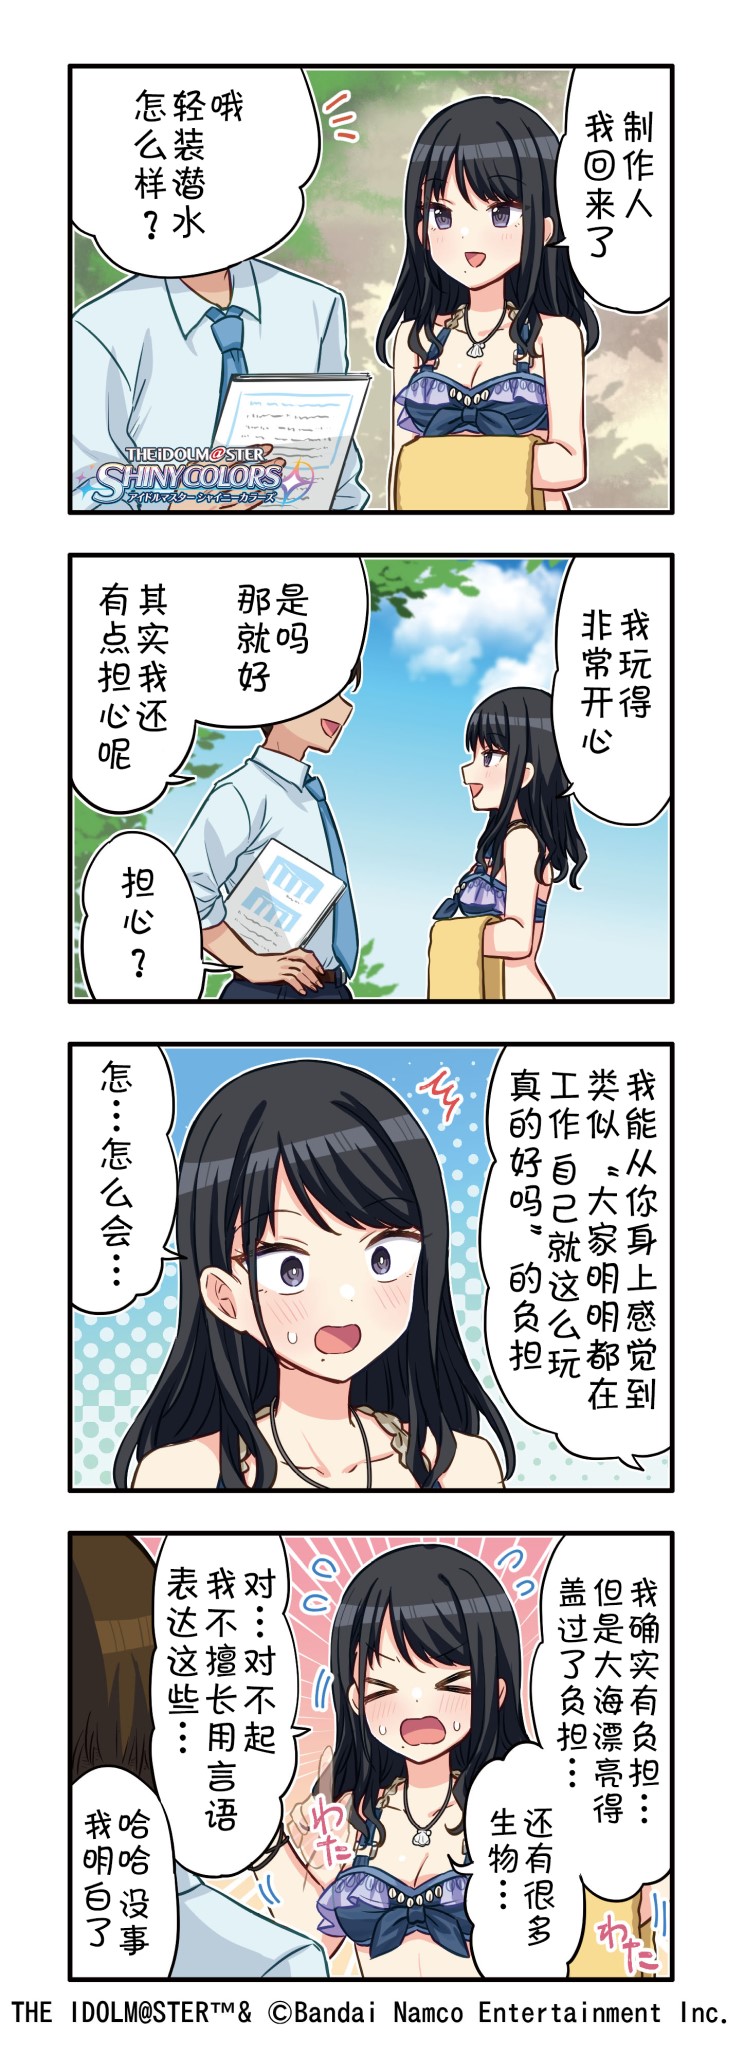 制作人
我回来了
哦
轻装潜水
怎么样？
THE iDOLM@STER
SHINYCOLORS
アイドルマスター シャイニーカラーズ
我玩得
非常开心
是吗
那就好
其实我还
有点担心呢
担心？
我能从你身上感觉到
类似“大家明明都在
工作 自己就这么玩
真的好吗”的负担
怎…怎么会…
我确实有负担…
但是大海漂亮得
盖过了负担…
还有很多
生物…
わた
わた
对…对不起
我不擅长用言语
表达这些…
哈哈 没事
我明白了
THE IDOLM@STER™& ©Bandai Namco Entertainment Inc.